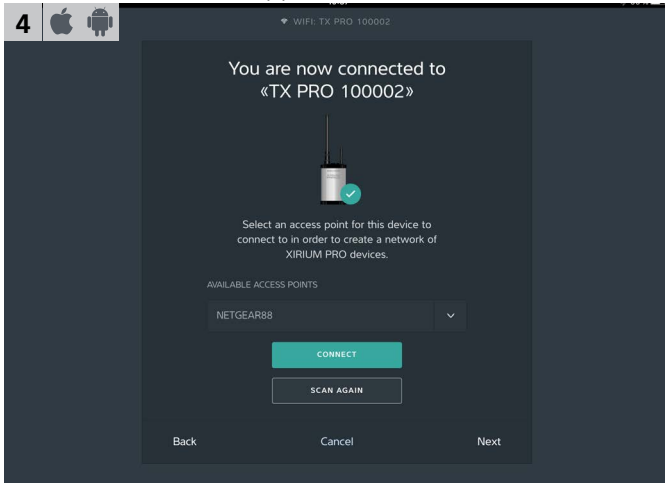 4
WIFI: TX PRO 100002
You are now connected to
«TX PRO 100002»
Select an access point for this device to
connect to in order to create a network of
XIRIUM PRO devices.
AVAILABLE ACCESS POINTS
NETGEAR88
CONNECT
SCAN AGAIN
Back Cancel Next